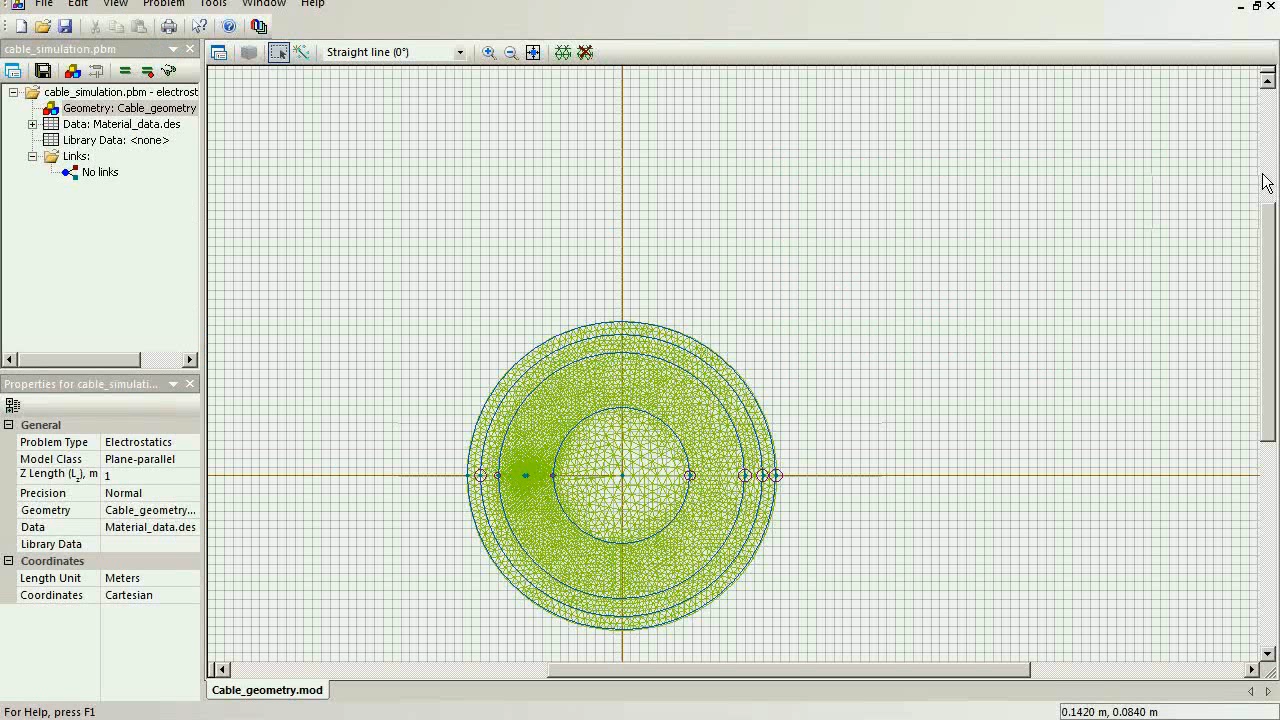 File Edit View Problem Tools Window Help
cable_simulation.pbm
Straight line (0°)
cable_simulation.pbm - electrost
Geometry: Cable_geometry
Data: Material_data.des
Library Data: <none>
Links:
No links
Properties for cable_simulati...
General
Problem Type Electrostatics
Model Class Plane-parallel
Z Length (Lz), m 1
Precision Normal
Geometry Cable_geometry...
Data Material_data.des
Library Data
Coordinates
Length Unit Meters
Coordinates Cartesian
Cable_geometry.mod
For Help, press F1
0.1420 m, 0.0840 m